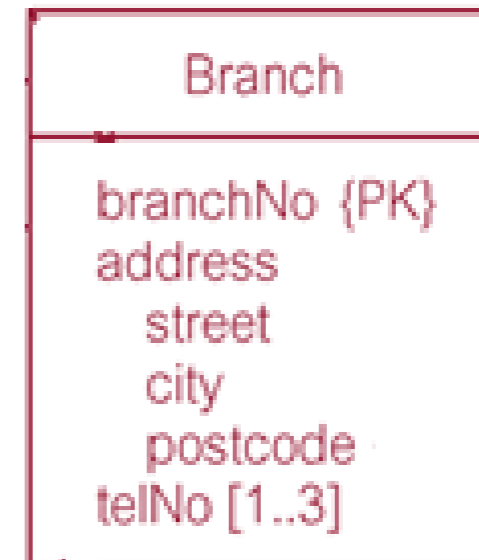 Branch
branchNo {PK}
address
street
city
postcode
telNo [1..3]